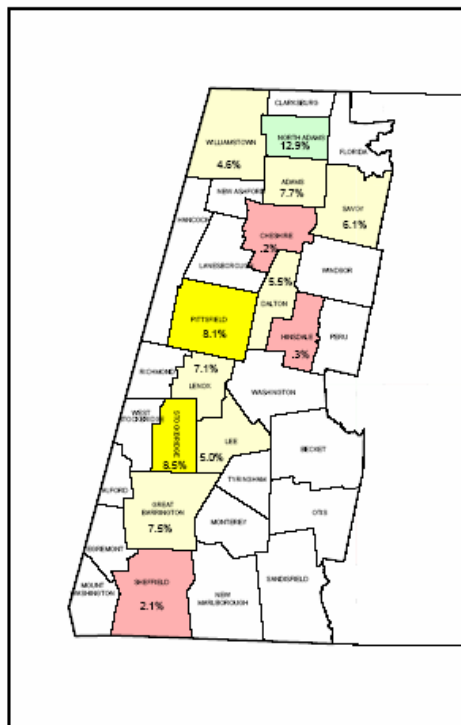 CLARKSBURG
WILLIAMSTOWN
4.6%
NORTH ADAMS
12.9%
FLORIDA
ADAMS
7.7%
NEW ASHFORD
SAVOY
6.1%
HANCOCK
CHESHIRE
.2%
LANESBOROUGH
WINDSOR
5.5%
DALTON
PITTSFIELD
8.1%
HINSDALE
.3%
PERU
RICHMOND
7.1%
LENOX
WASHINGTON
WEST
STOCKBRIDGE
STOCKBRIDGE
8.5%
LEE
5.0%
BECKET
TYRINGHAM
ALFORD
GREAT
BARRINGTON
7.5%
MONTEREY
OTIS
EGREMONT
SHEFFIELD
2.1%
MOUNT
WASHINGTON
NEW
MARLBOROUGH
SANDISFIELD